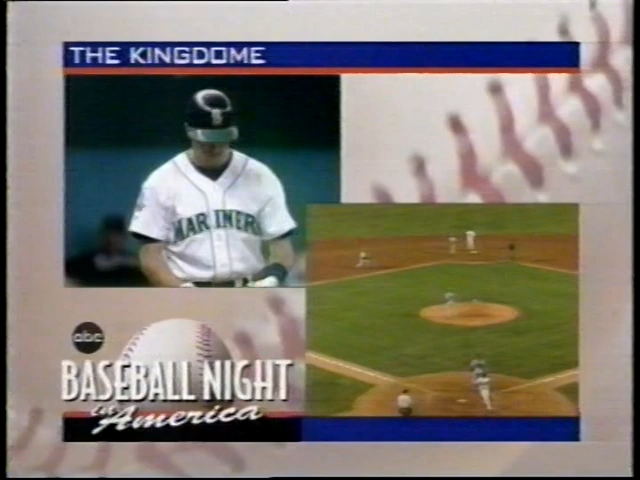 THE KINGDOME
MARINERS
abc
BASEBALL NIGHT
in America